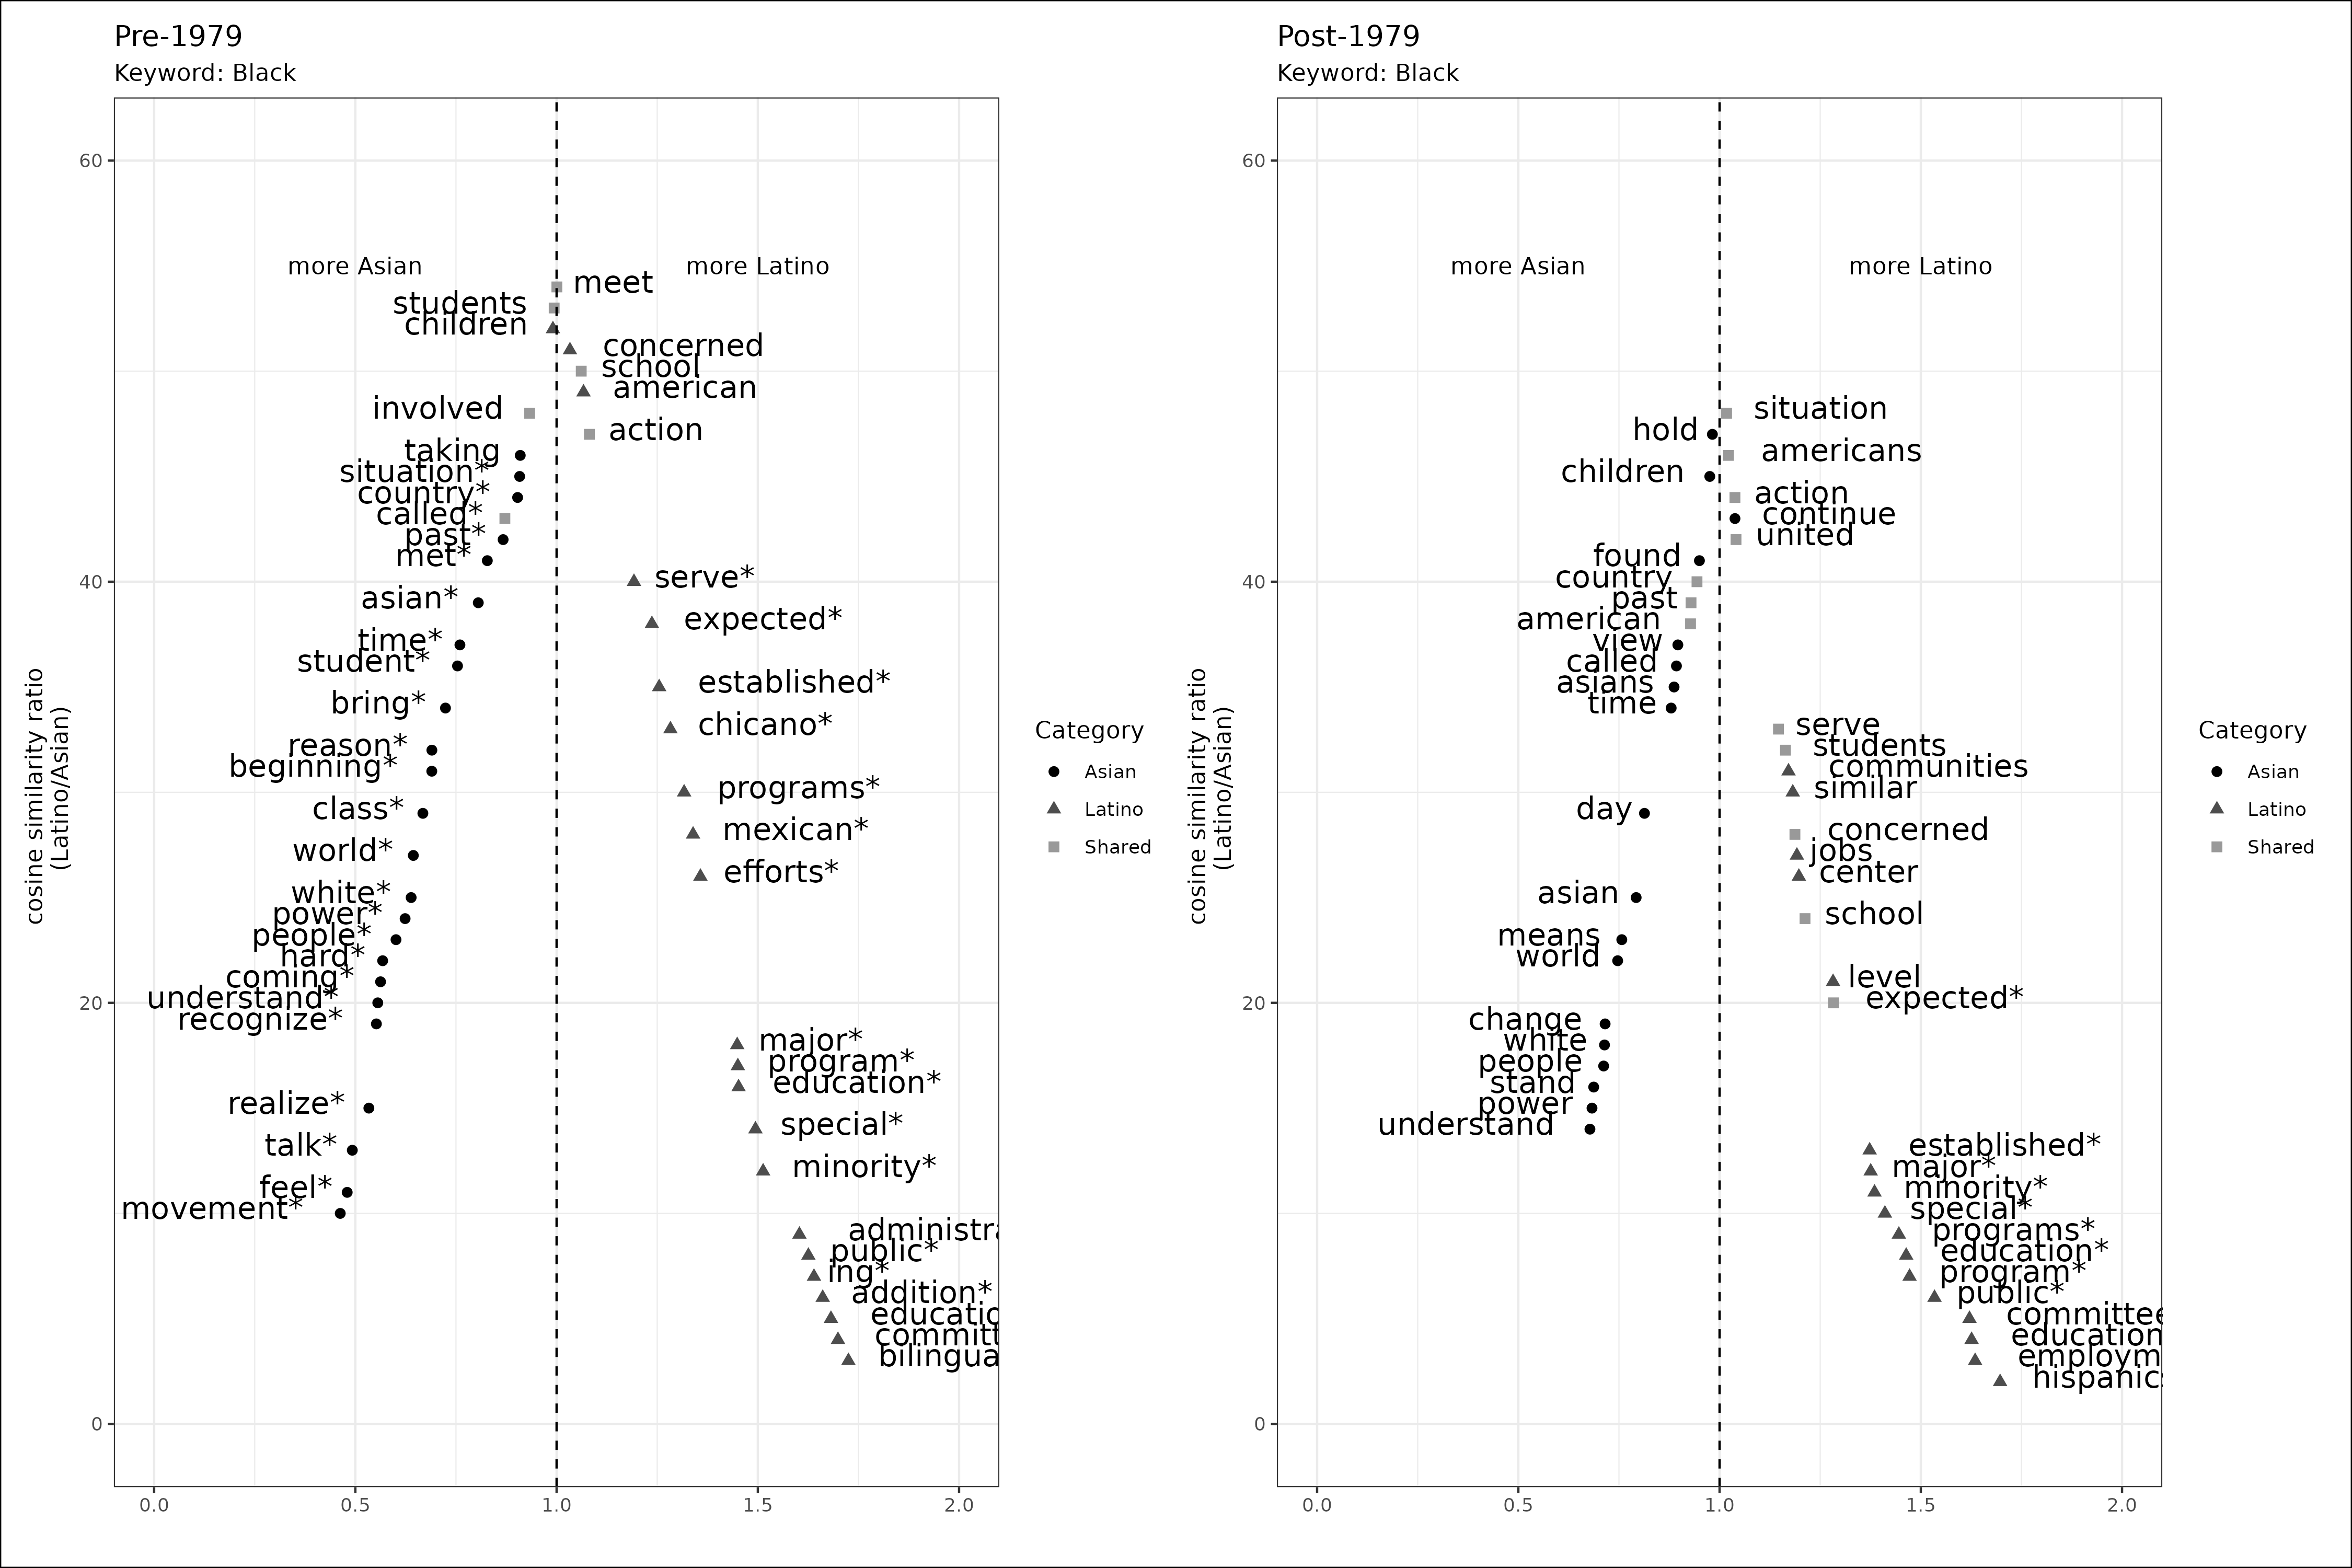 Pre-1979
Keyword: Black
60
40
20
0
cosine similarity ratio
(Latino/Asian)
more Asian
more Latino
meet
students
children
concerned
school
american
involved
action
taking
situation*
country*
called*
past*
met*
serve*
asian*
expected*
time*
student*
established*
bring*
chicano*
reason*
beginning*
programs*
class*
mexican*
world*
efforts*
white*
power*
people*
hard*
coming*
understand*
recognize*
major*
program*
education*
realize*
special*
talk*
minority*
feel*
movement*
administra
public*
ing*
addition*
educatio
committ
bilingua
0.0
0.5
1.0
1.5
2.0
Category
Asian
Latino
Shared
Post-1979
Keyword: Black
60
40
20
0
cosine similarity ratio
(Latino/Asian)
more Asian
more Latino
situation
hold
americans
children
action
continue
united
found
country
past
american
view
called
asians
time
serve
students
communities
similar
day
concerned
jobs
center
asian
school
means
world
level
expected*
change
white
people
stand
power
understand
established*
major*
minority*
special*
programs*
education*
program*
public*
committee
education
employm
hispanics
0.0
0.5
1.0
1.5
2.0
Category
Asian
Latino
Shared